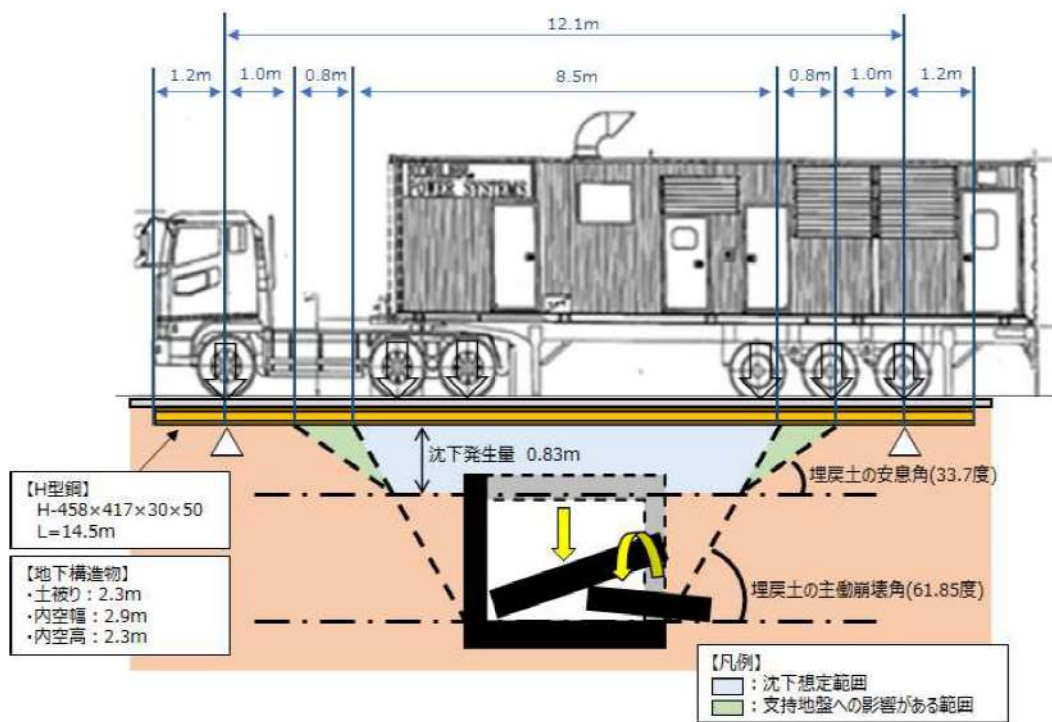 12.1m
1.2m
1.0m
0.8m
8.5m
0.8m
1.0m
1.2m
KOHLER
POWER SYSTEMS
沈下発生量 0.83m
埋戻土の安息角(33.7度)
【H型鋼】
H-458×417×30×50
L=14.5m
【地下構造物】
・土被り：2.3m
・内空幅：2.9m
・内空高：2.3m
埋戻土の主働崩壊角(61.85度)
【凡例】
：沈下想定範囲
：支持地盤への影響がある範囲